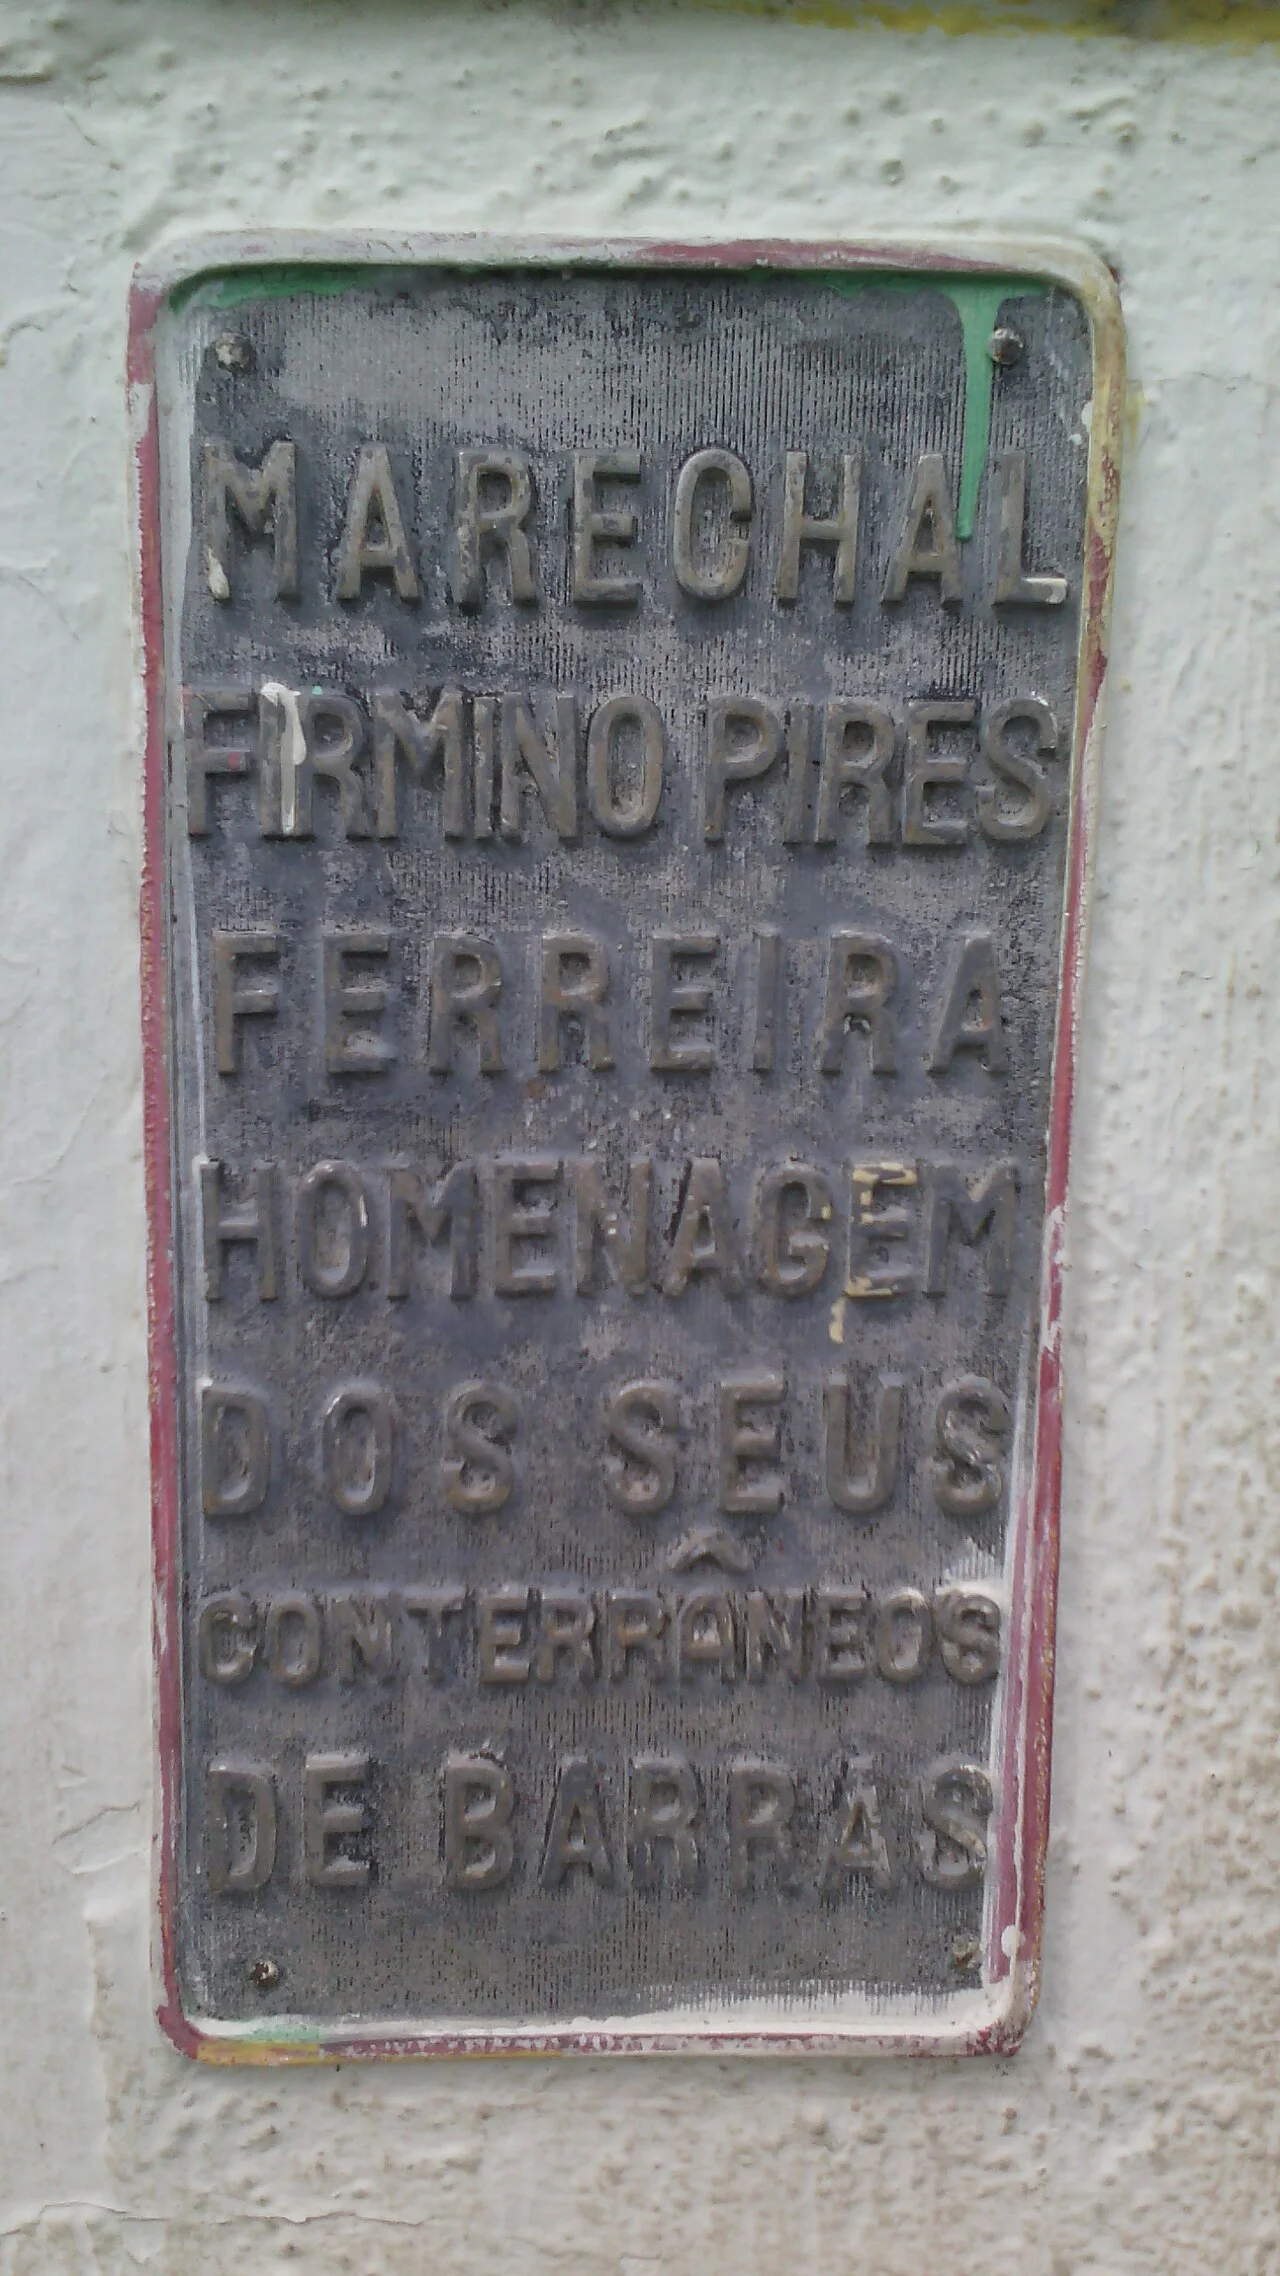 MARECHAL
FIRMINO PIRES
FERREIRA
HOMENAGEM
DOS SEUS
CONTERRÂNEOS
DE BARRAS